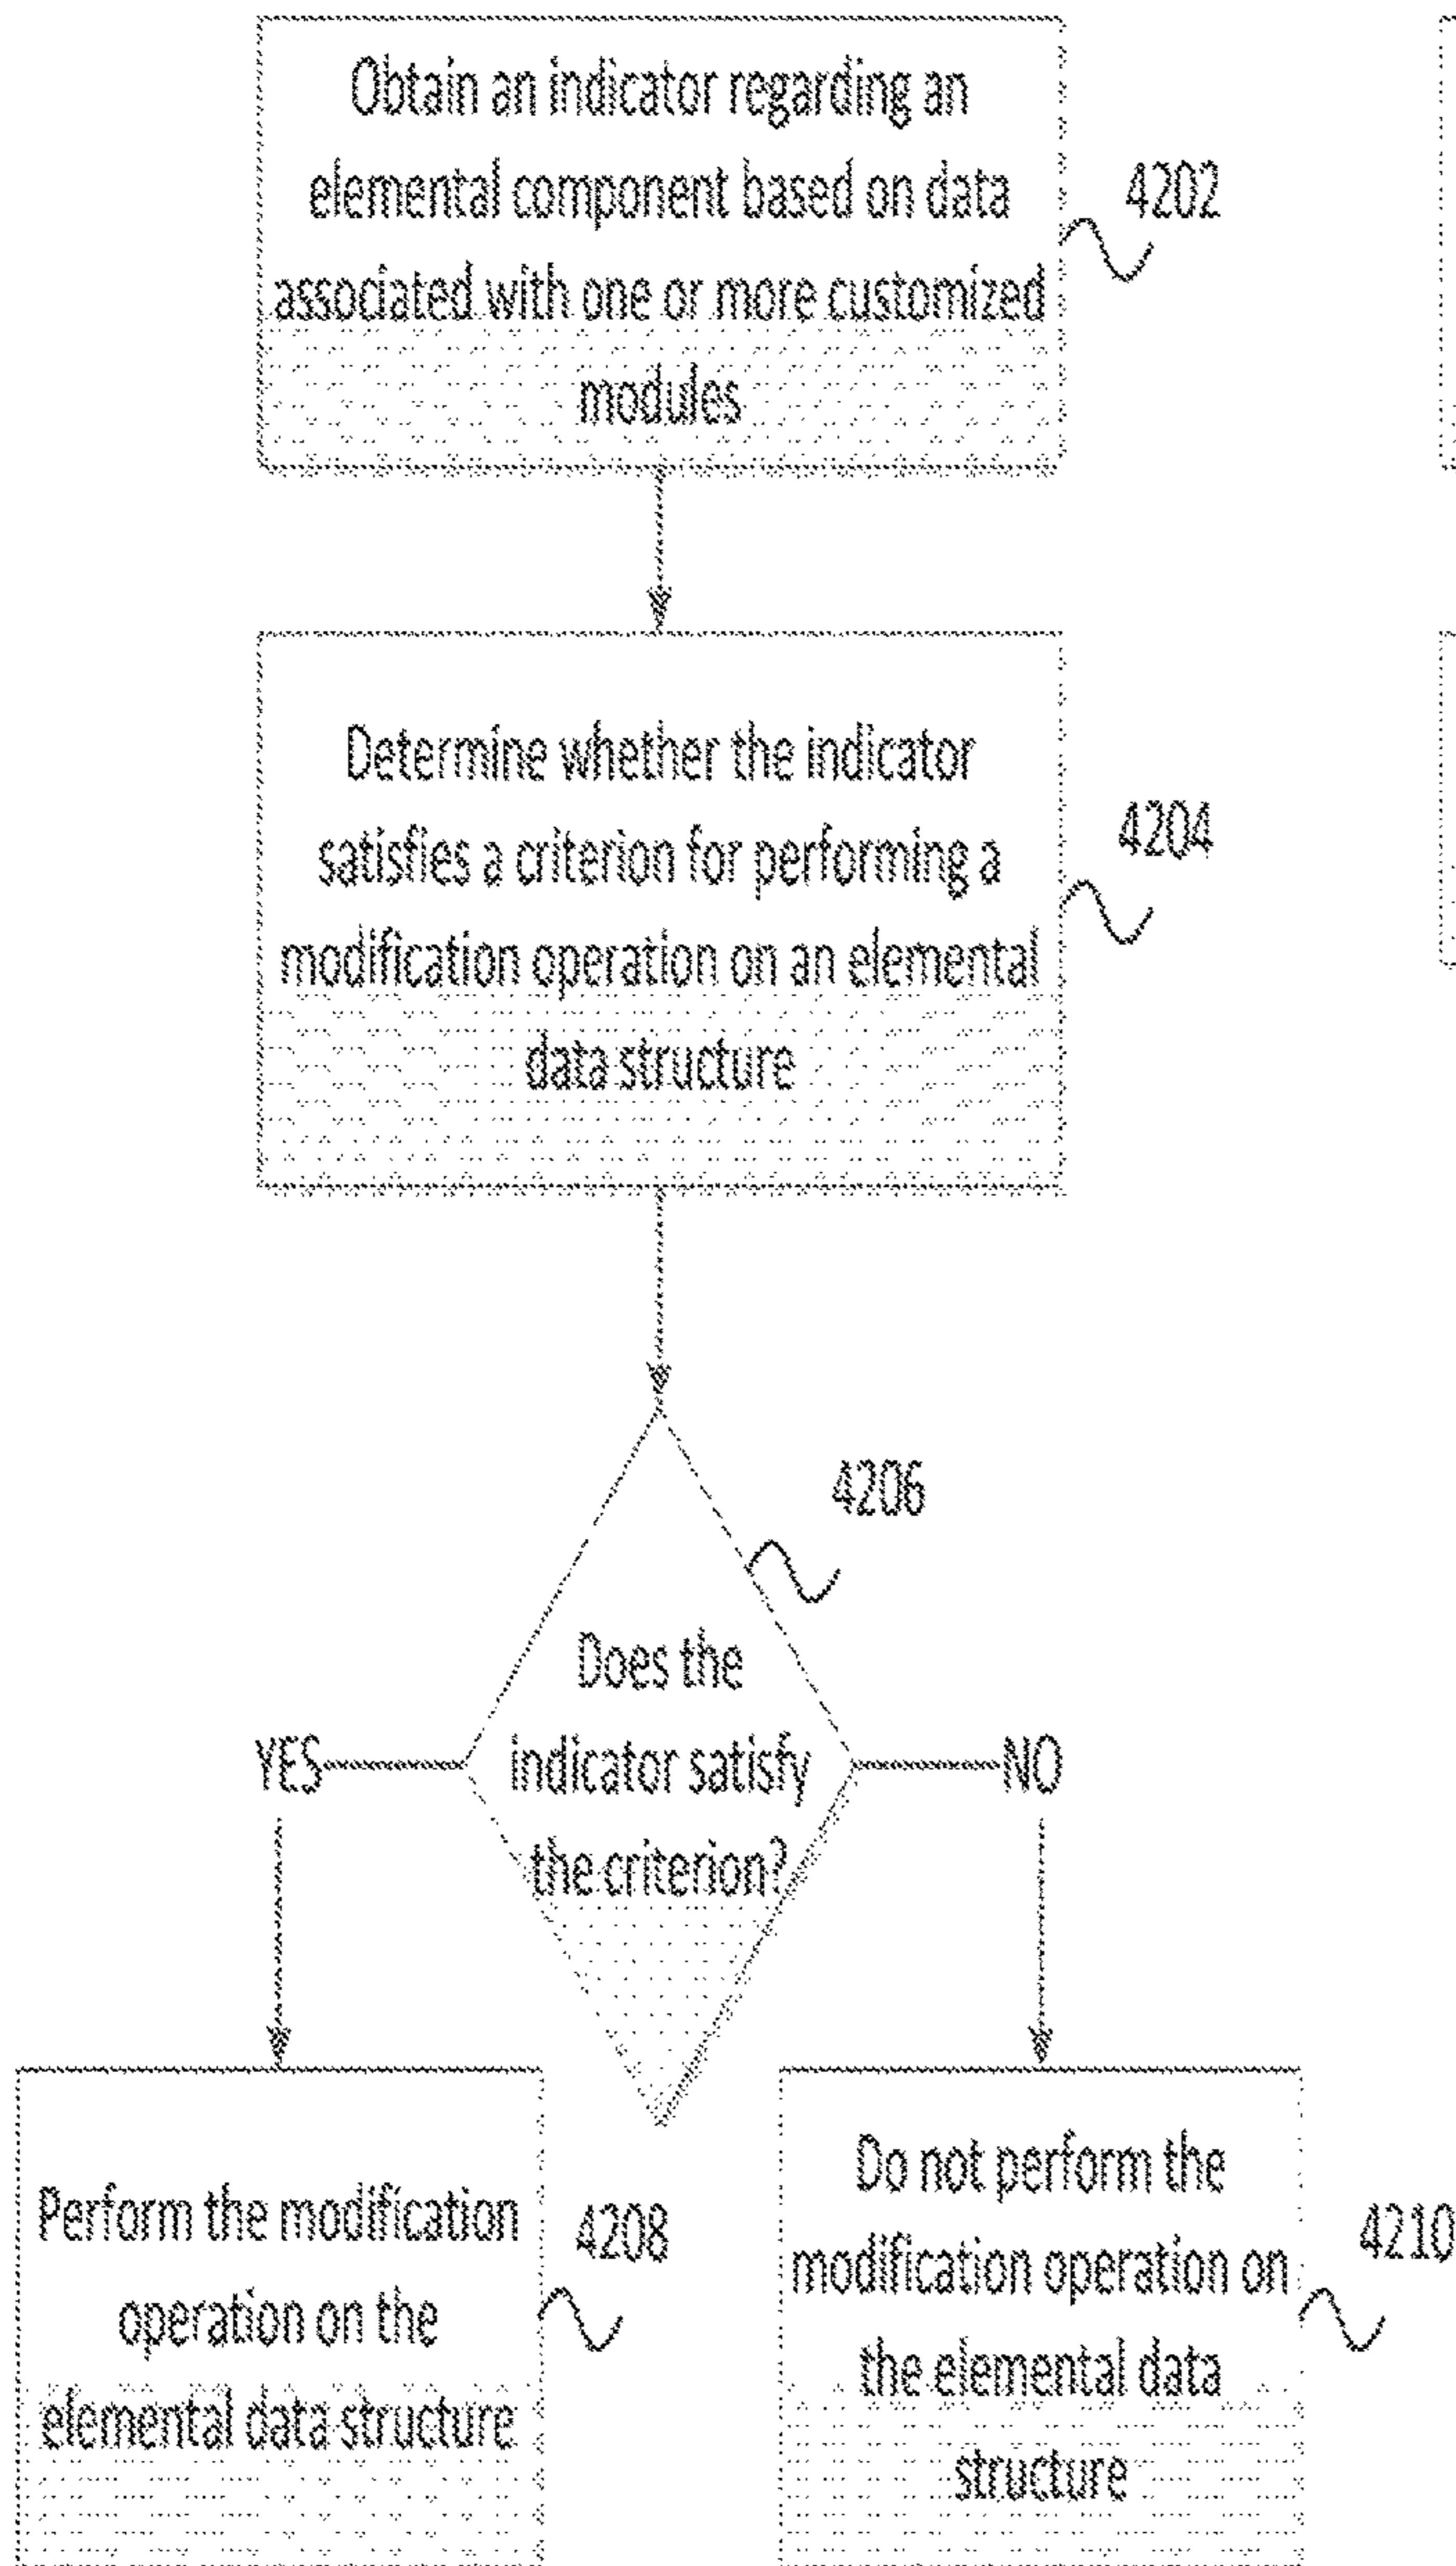 Obtain an indicator regarding an
elemental component based on data
associated with one or more customized
modules
4202
Determine whether the indicator
satisfies a criterion for performing a
modification operation on an elemental
data structure
4204
4206
Does the
indicator satisfy
the criterion?
YES
NO
Perform the modification
operation on the
elemental data structure
4208
Do not perform the
modification operation on
the elemental data
structure
4210